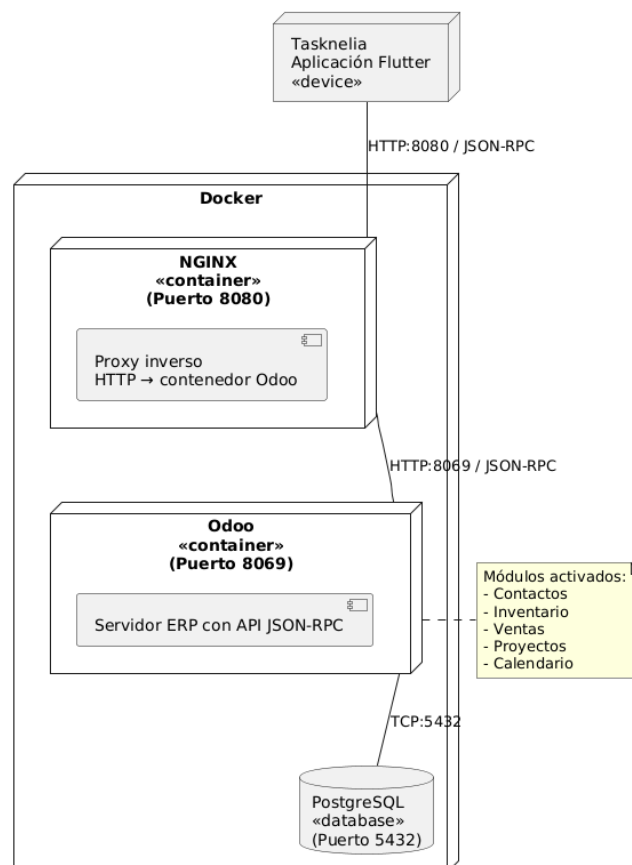 Tasknelia
Aplicación Flutter
«device»
HTTP:8080 / JSON-RPC
Docker
NGINX
«container»
(Puerto 8080)
Proxy inverso
HTTP → contenedor Odoo
HTTP:8069 / JSON-RPC
Odoo
«container»
(Puerto 8069)
Servidor ERP con API JSON-RPC
Módulos activados:
- Contactos
- Inventario
- Ventas
- Proyectos
- Calendario
TCP:5432
PostgreSQL
«database»
(Puerto 5432)